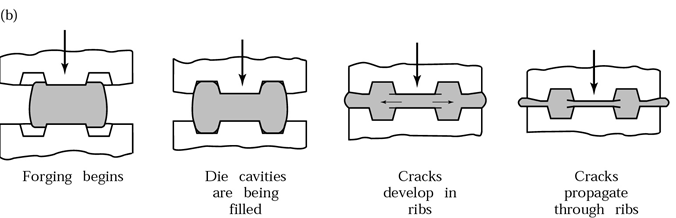 (b)
Forging begins
Die cavities
are being
filled
Cracks
develop in
ribs
Cracks
propagate
through ribs